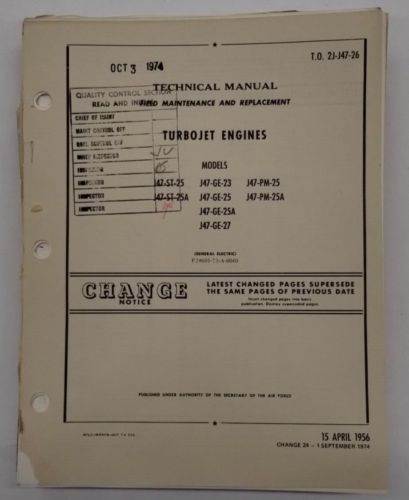 T.O. 2J-J47-26
OCT 3 1974
TECHNICAL MANUAL
QUALITY CONTROL SECTION
READ AND INITIAL
FIELD MAINTENANCE AND REPLACEMENT
CHIEF OF MAINT
MAINT CONTROL OFF
QUAL CONTROL OFF
TURBOJET ENGINES
CHIEF INSPECTOR
INSPECTOR
MODELS
INSPECTOR
J47-ST-25 J47-GE-23 J47-PM-25
INSPECTOR
J47-ST-25A J47-GE-25 J47-PM-25A
INSPECTOR
J47-GE-25A
J47-GE-27
(GENERAL ELECTRIC)
CHANGE
NOTICE
LATEST CHANGED PAGES SUPERSEDE
THE SAME PAGES OF PREVIOUS DATE
Insert changed pages into basic
publication. Destroy superseded pages.
PUBLISHED UNDER AUTHORITY OF THE SECRETARY OF THE AIR FORCE
15 APRIL 1956
CHANGE 24 – 1 SEPTEMBER 1974